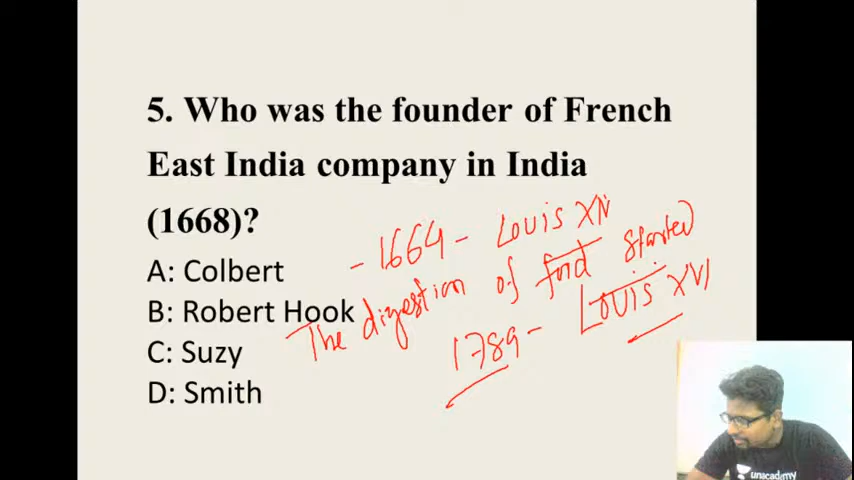 5. Who was the founder of French
East India company in India
(1668)?
- 1664 - Louis XIV
A: Colbert
The digestion of food started
B: Robert Hook
1789 - Louis XVI
C: Suzy
D: Smith
unacademy